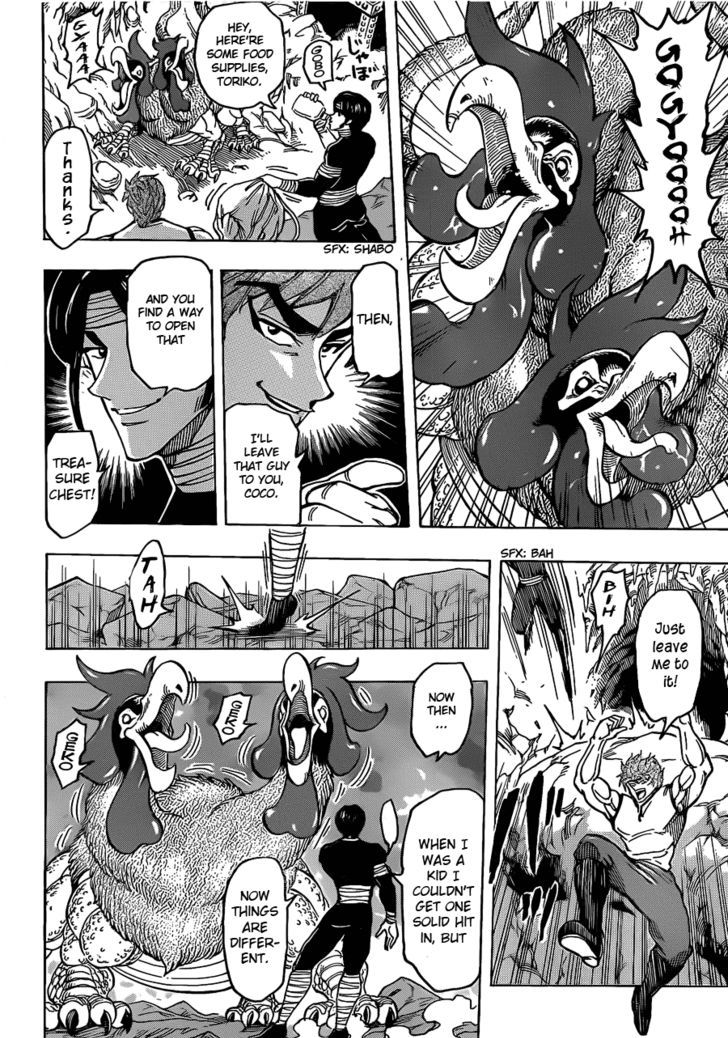 GOGYOOOOH
HEY,
HERE'RE
SOME FOOD
SUPPLIES,
TORIKO.
GOGO
じゃぼ
GYAAA
Thanks.
SFX: SHABO
THEN,
I'LL
LEAVE
THAT GUY
TO YOU,
COCO.
AND YOU
FIND A WAY
TO OPEN
THAT
TREA-
SURE
CHEST!
SFX: BAH
BIH
Just
leave
me to
it!
TAH
NOW
THEN
...
GKEKO
GKEKO
WHEN I
WAS A
KID I
COULDN'T
GET ONE
SOLID HIT
IN, BUT
NOW
THINGS
ARE
DIFFER-
ENT.